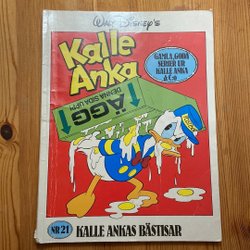 WALT DISNEY'S
Kalle
Anka
GAMLA, GODA
SERIER UR
KALLE ANKA
& C:o
ÄGG
DENNA SIDA UPP
NR 21
KALLE ANKAS BÄSTISAR